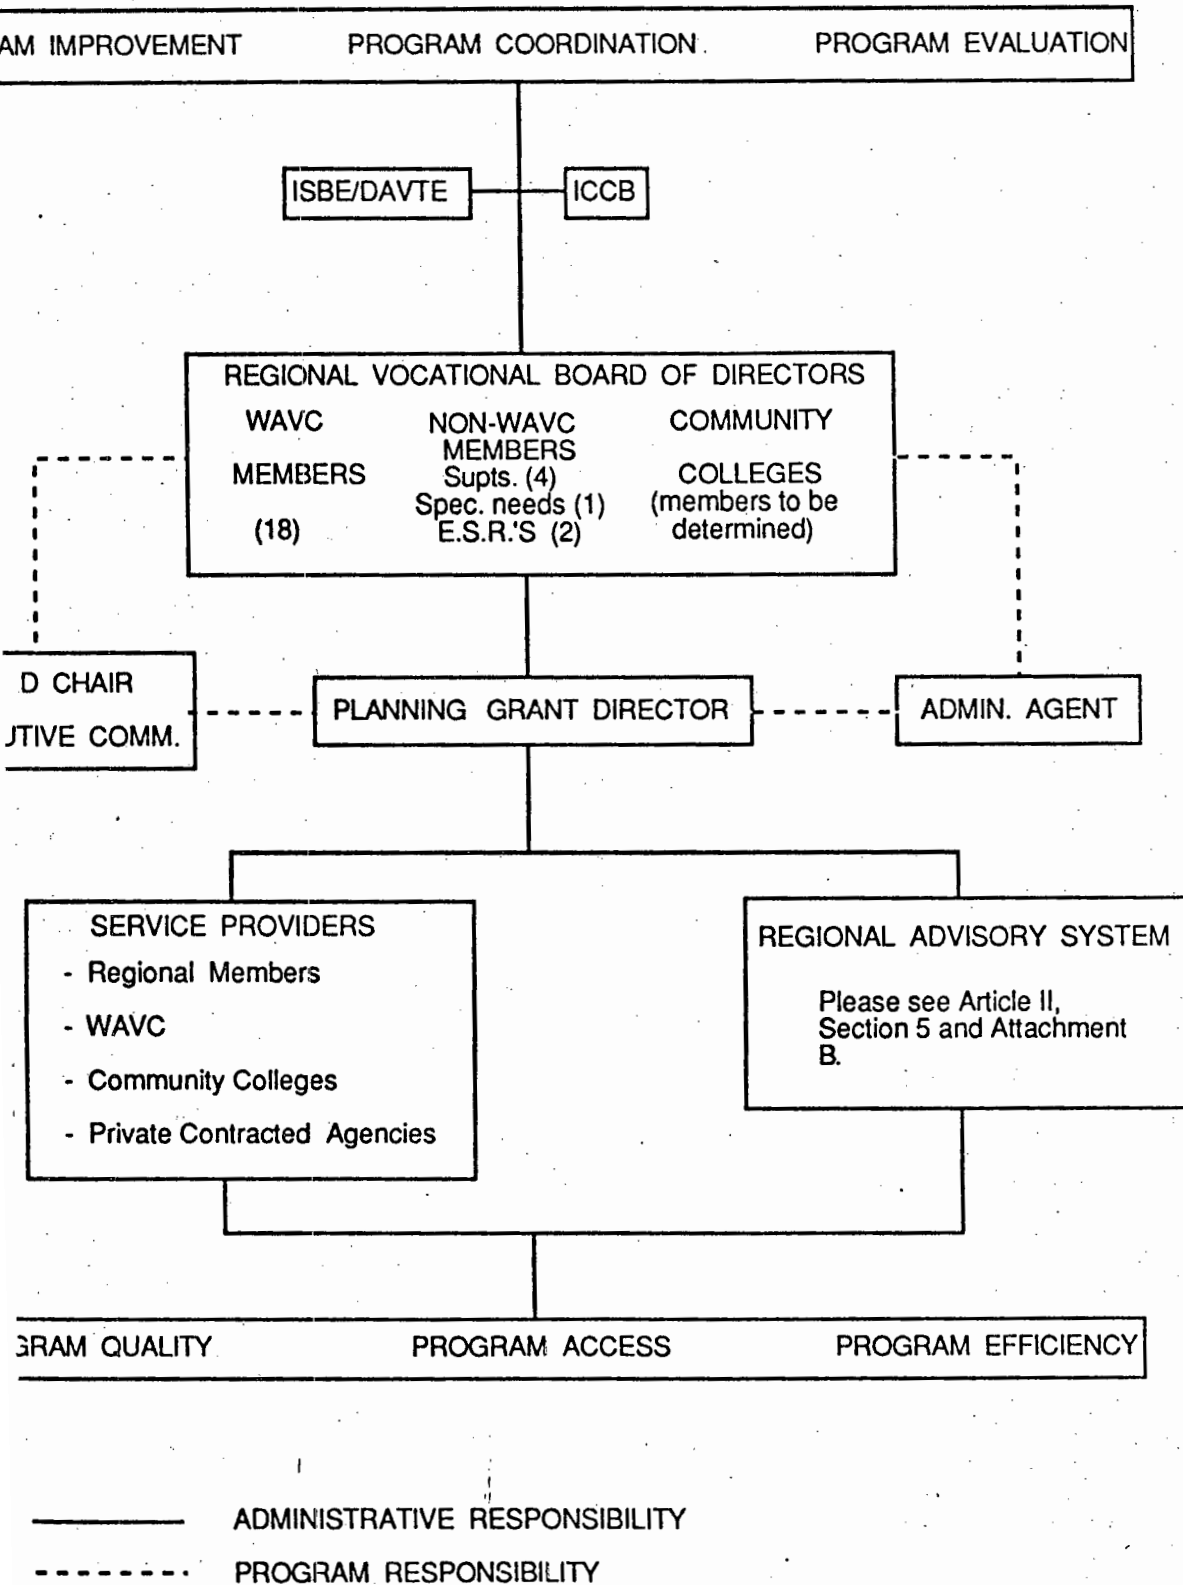 AM IMPROVEMENT PROGRAM COORDINATION. PROGRAM EVALUATION
ISBE/DAVTE ICCB
REGIONAL VOCATIONAL BOARD OF DIRECTORS
WAVC
MEMBERS
(18)
NON-WAVC
MEMBERS
Supts. (4)
Spec. needs (1)
E.S.R.'S (2)
COMMUNITY
COLLEGES
(members to be
determined)
D CHAIR
UTIVE COMM.
PLANNING GRANT DIRECTOR
ADMIN. AGENT
SERVICE PROVIDERS
- Regional Members
- WAVC
- Community Colleges
- Private Contracted Agencies
REGIONAL ADVISORY SYSTEM
Please see Article II,
Section 5 and Attachment
B.
GRAM QUALITY PROGRAM ACCESS PROGRAM EFFICIENCY
ADMINISTRATIVE RESPONSIBILITY
PROGRAM RESPONSIBILITY